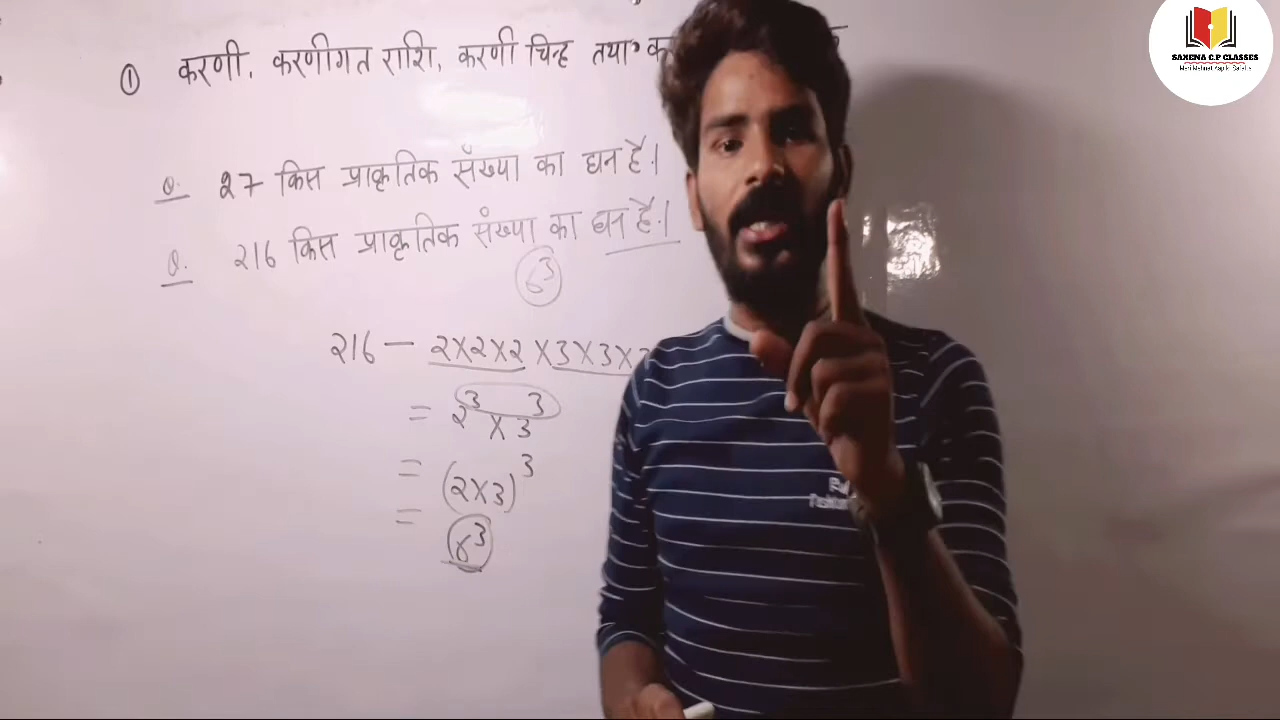 SAXENA C.P CLASSES
① करणी, करणीगत राशि, करणी चिन्ह तथा
Q. 27 किस प्राकृतिक संख्या का घन है।
Q. 216 किस प्राकृतिक संख्या का घन है।
6³
216 — 2×2×2×3×3×
= 2³×3³
= (2×3)³
= 6³